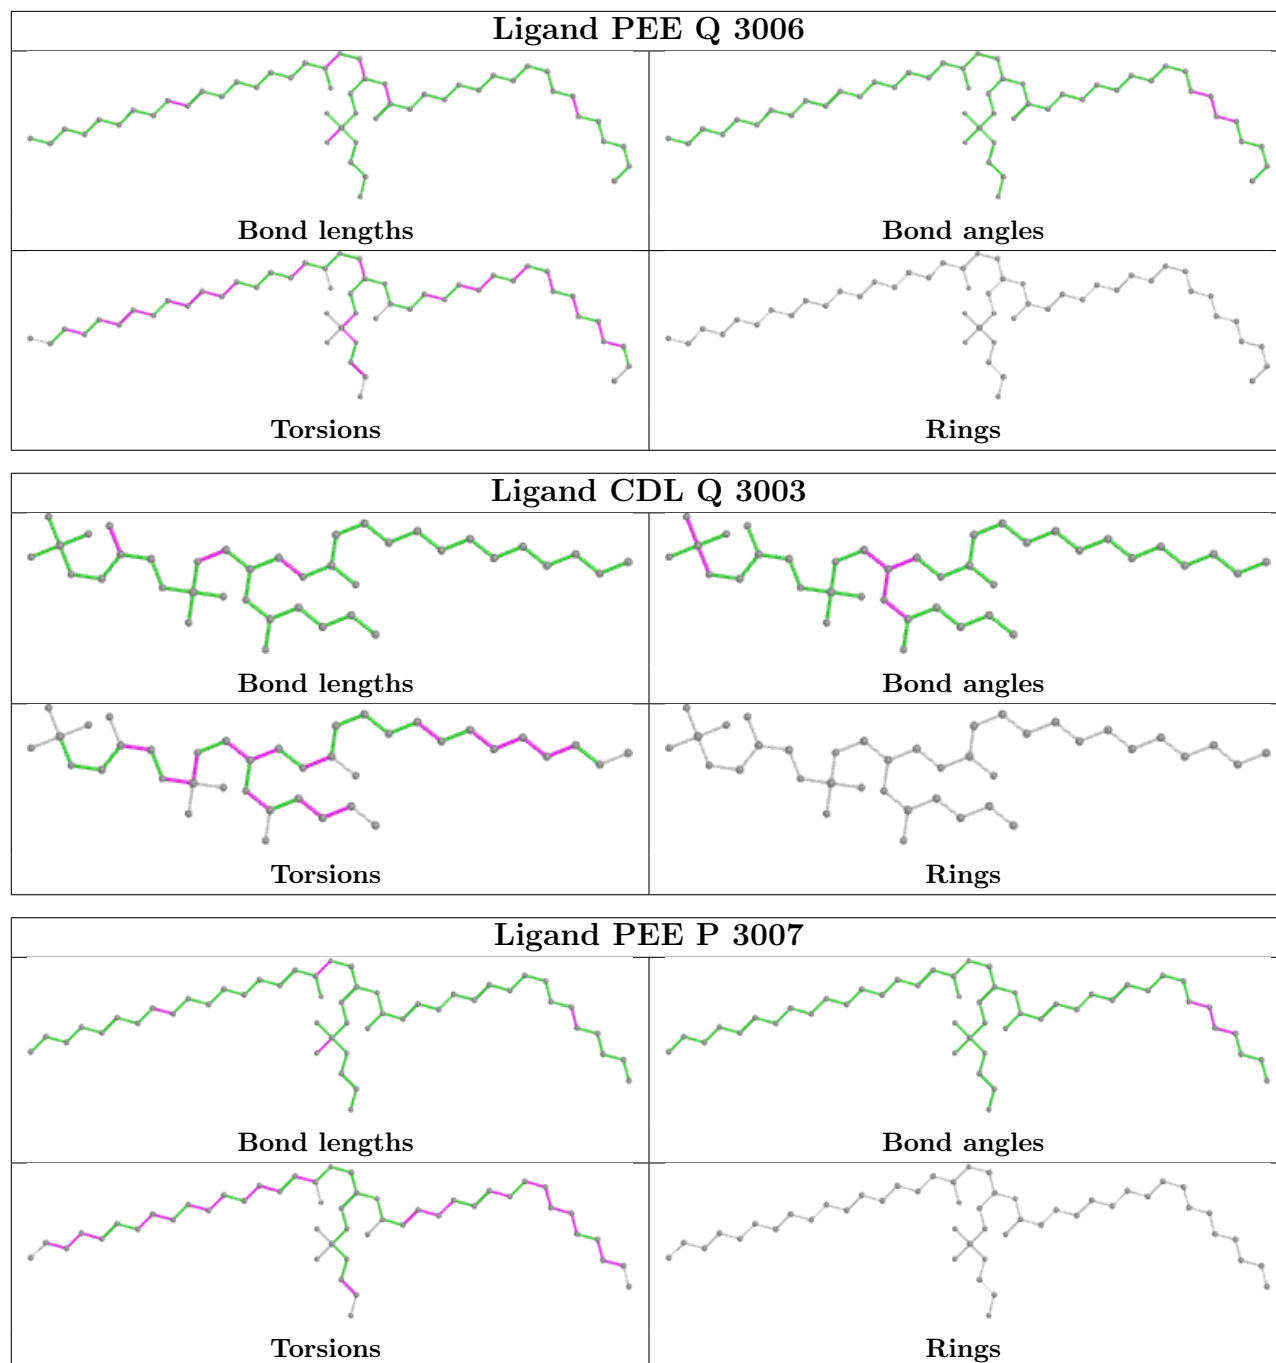 Ligand PEE Q 3006
Bond lengths Bond angles
Torsions Rings
Ligand CDL Q 3003
Bond lengths Bond angles
Torsions Rings
Ligand PEE P 3007
Bond lengths Bond angles
Torsions Rings